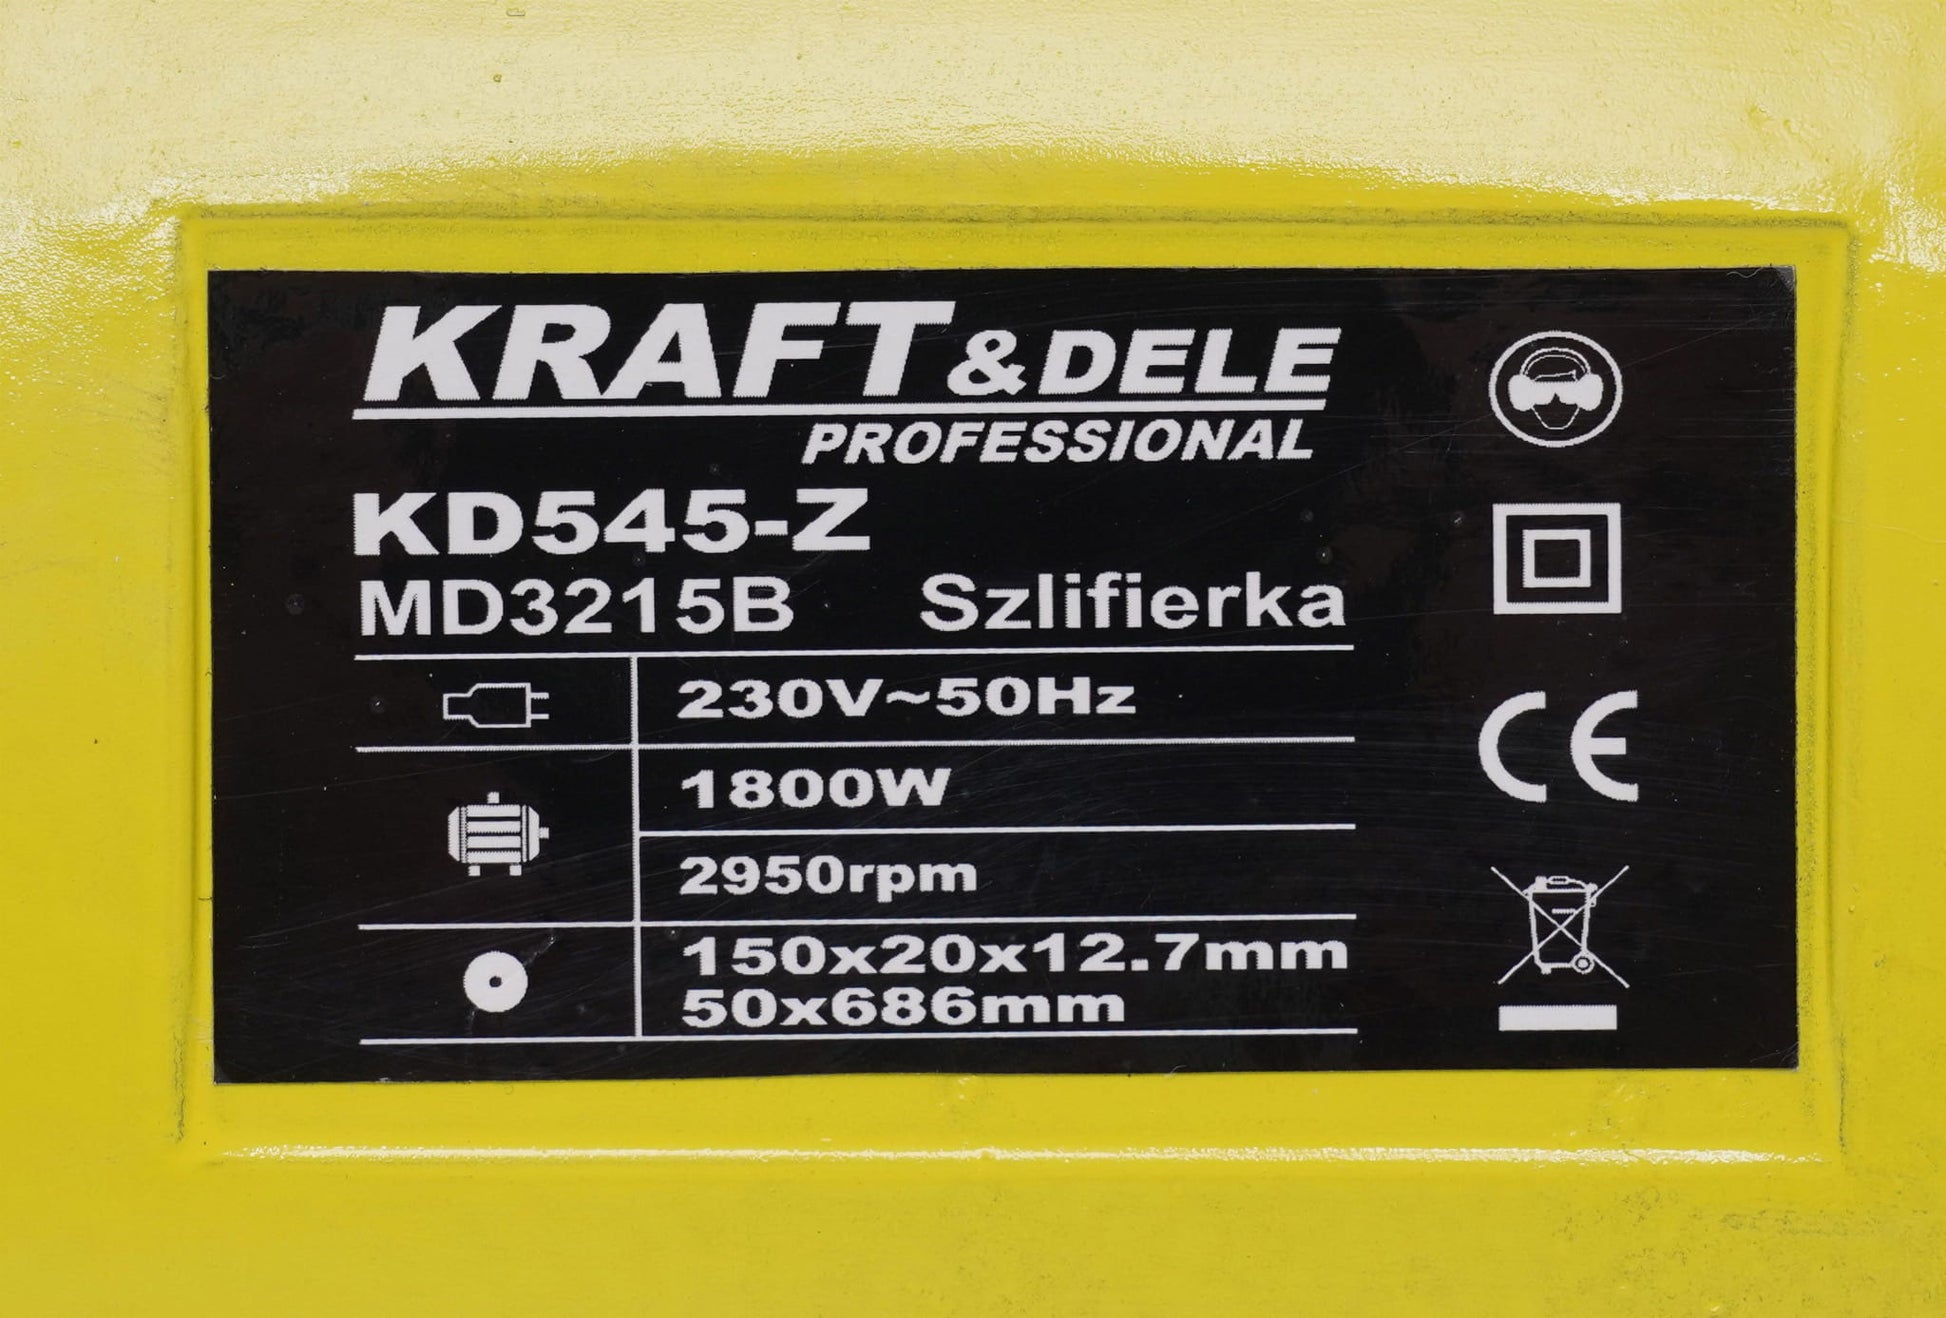 KRAFT & DELE
PROFESSIONAL
KD545-Z
MD3215B Szlifierka
230V~50Hz
1800W
2950rpm
150x20x12.7mm
50x686mm
CE